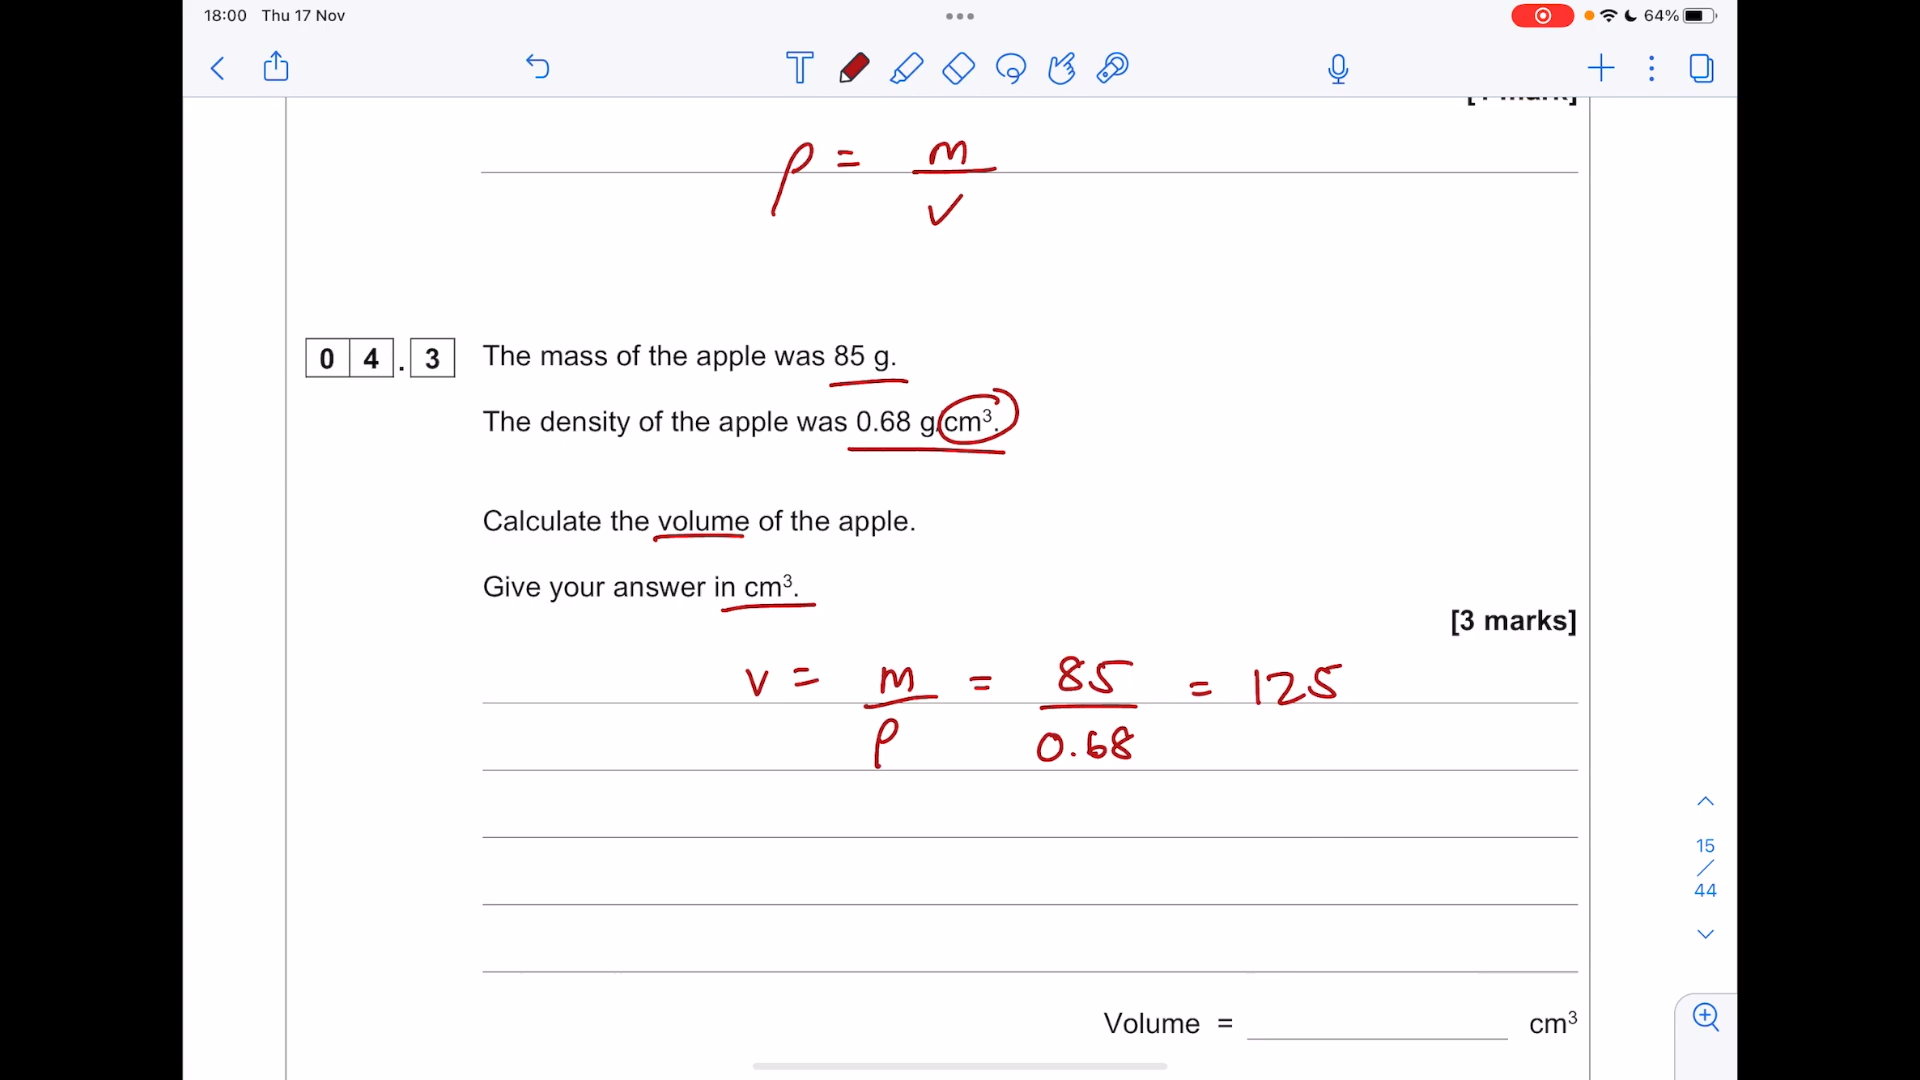 18:00 Thu 17 Nov
64%
ρ = m
v
0 4 . 3 The mass of the apple was 85 g.
The density of the apple was 0.68 g/cm³.
Calculate the volume of the apple.
Give your answer in cm³.
[3 marks]
v = m = 85 = 125
ρ 0.68
15
/
44
Volume = cm³